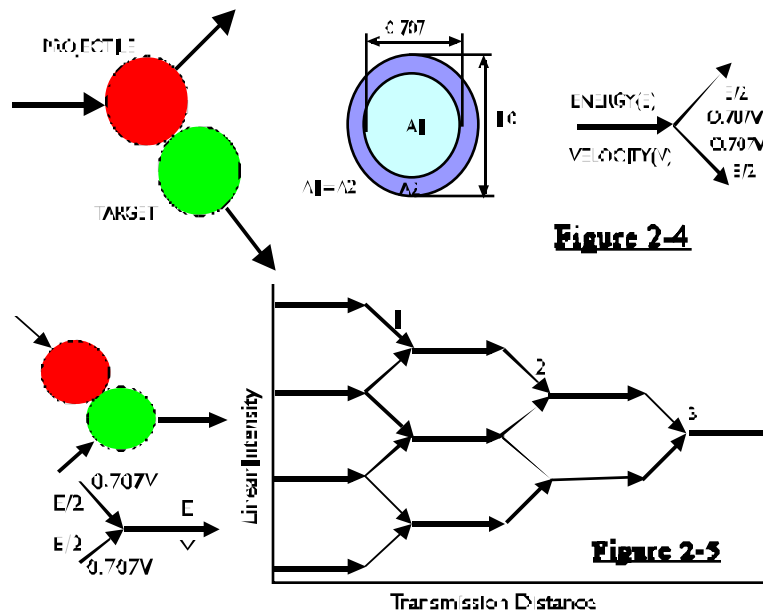 PROJECTILE
TARGET
0.707
A1
A2
A1=A2
1.0
ENERGY(E)
VELOCITY(V)
E/2
0.707V
0.707V
E/2
Figure 2-4
0.707V
E/2
E
V
E/2
0.707V
Linear Intensity
1
2
3
Figure 2-5
Transmission Distance